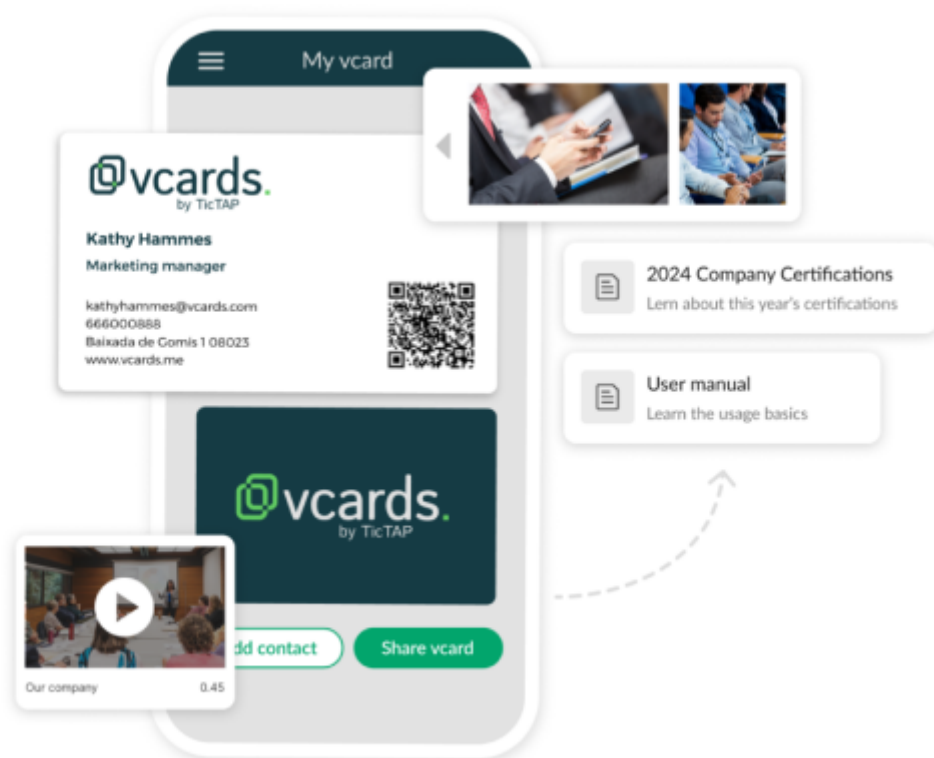 My vcard
vcards.
by TicTAP
Kathy Hammes
Marketing manager
kathyhammes@vcards.com
666000888
Baixada de Gomis 1 08023
www.vcards.me
2024 Company Certifications
Lern about this year's certifications
User manual
Learn the usage basics
vcards.
by TicTAP
Our company 0.45
dd contact
Share vcard